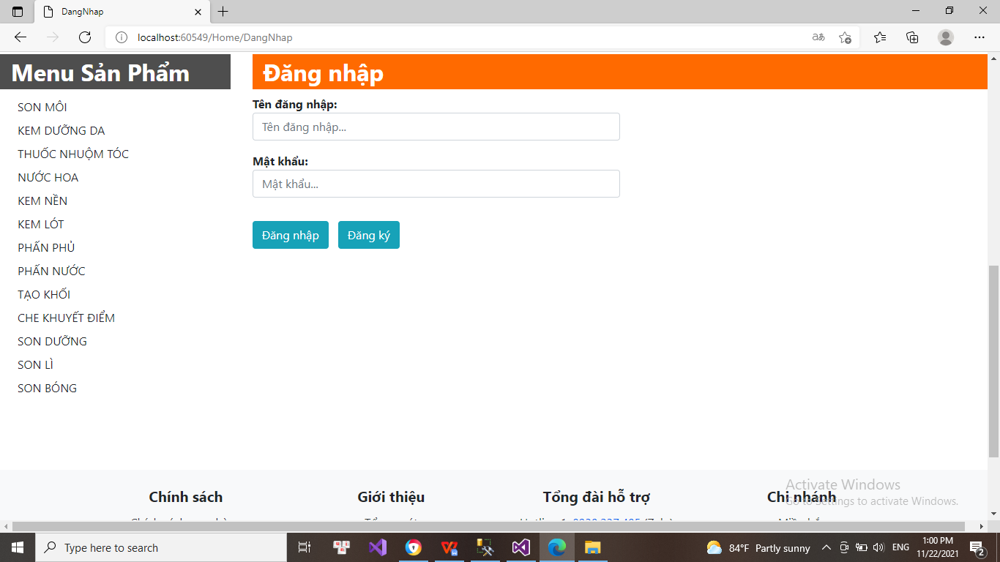 DangNhap
localhost:60549/Home/DangNhap
Menu Sản Phẩm
SON MÔI
KEM DƯỠNG DA
THUỐC NHUỘM TÓC
NƯỚC HOA
KEM NỀN
KEM LÓT
PHẤN PHỦ
PHẤN NƯỚC
TẠO KHỐI
CHE KHUYẾT ĐIỂM
SON DƯỠNG
SON LÌ
SON BÓNG
Đăng nhập
Tên đăng nhập:
Tên đăng nhập...
Mật khẩu:
Mật khẩu...
Đăng nhập Đăng ký
Chính sách Giới thiệu Tổng đài hỗ trợ Chi nhánh
Activate Windows
Go to Settings to activate Windows.
Type here to search
84°F Partly sunny
ENG
1:00 PM
11/22/2021
2